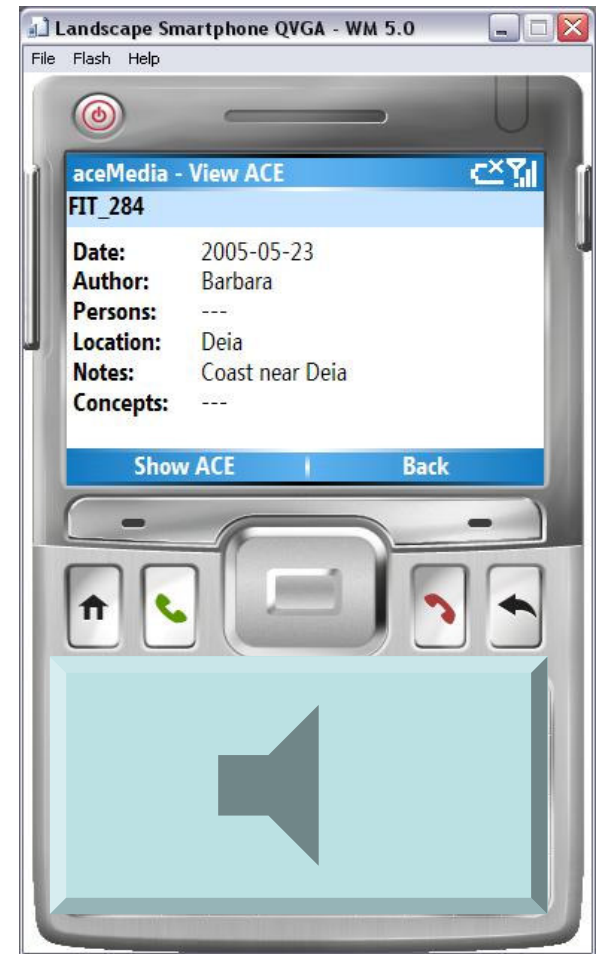 Landscape Smartphone QVGA - WM 5.0
File Flash Help
aceMedia - View ACE
FIT_284
Date: 2005-05-23
Author: Barbara
Persons: ---
Location: Deia
Notes: Coast near Deia
Concepts: ---
Show ACE Back